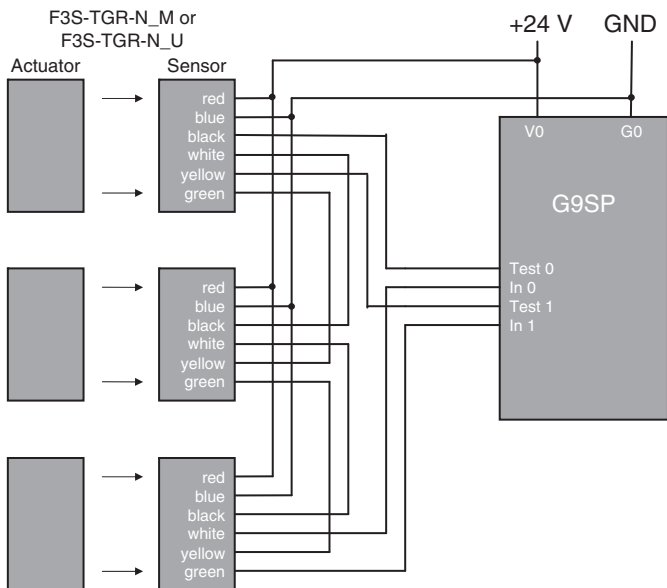 F3S-TGR-N_M or
F3S-TGR-N_U
Actuator
Sensor
+24 V
GND
red
blue
black
white
yellow
green
V0
G0
G9SP
Test 0
In 0
Test 1
In 1
red
blue
black
white
yellow
green
red
blue
black
white
yellow
green